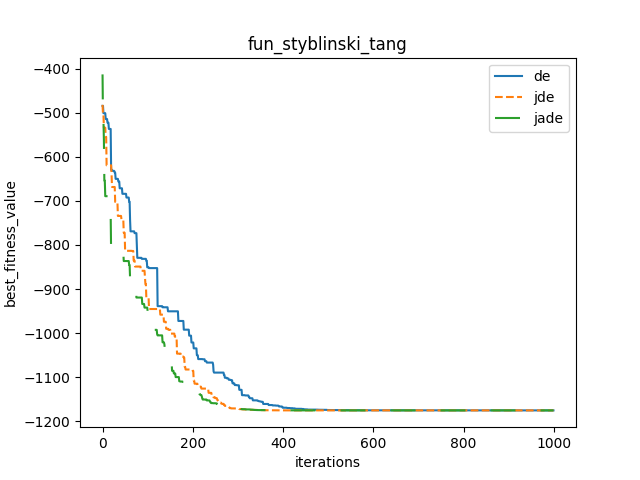 fun_styblinski_tang
de
jde
jade
best_fitness_value
−400
−500
−600
−700
−800
−900
−1000
−1100
−1200
0
200
400
600
800
1000
iterations